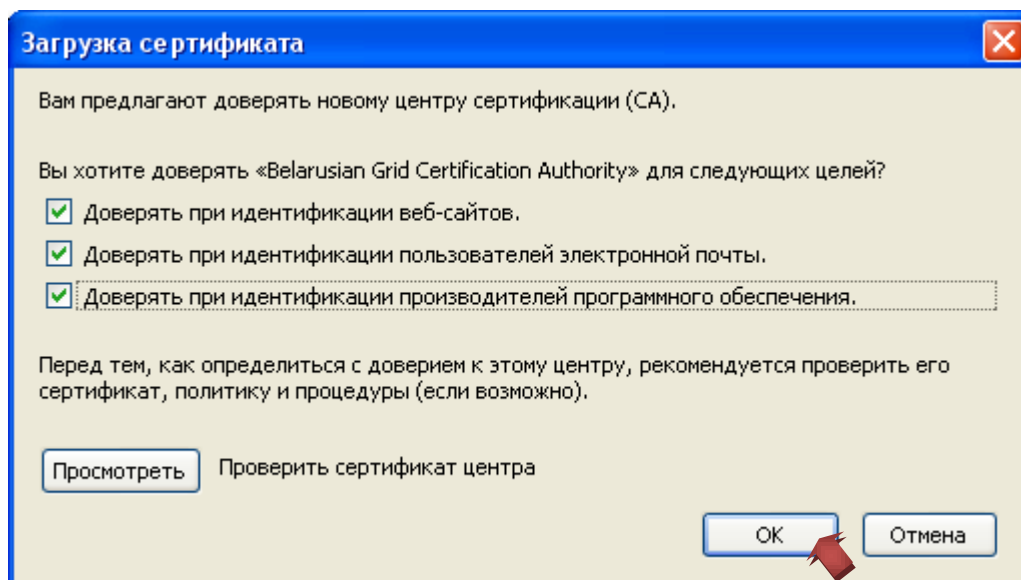 Загрузка сертификата
Вам предлагают доверять новому центру сертификации (CA).
Вы хотите доверять «Belarusian Grid Certification Authority» для следующих целей?
Доверять при идентификации веб-сайтов.
Доверять при идентификации пользователей электронной почты.
Доверять при идентификации производителей программного обеспечения.
Перед тем, как определиться с доверием к этому центру, рекомендуется проверить его
сертификат, политику и процедуры (если возможно).
Просмотреть Проверить сертификат центра
OK Отмена